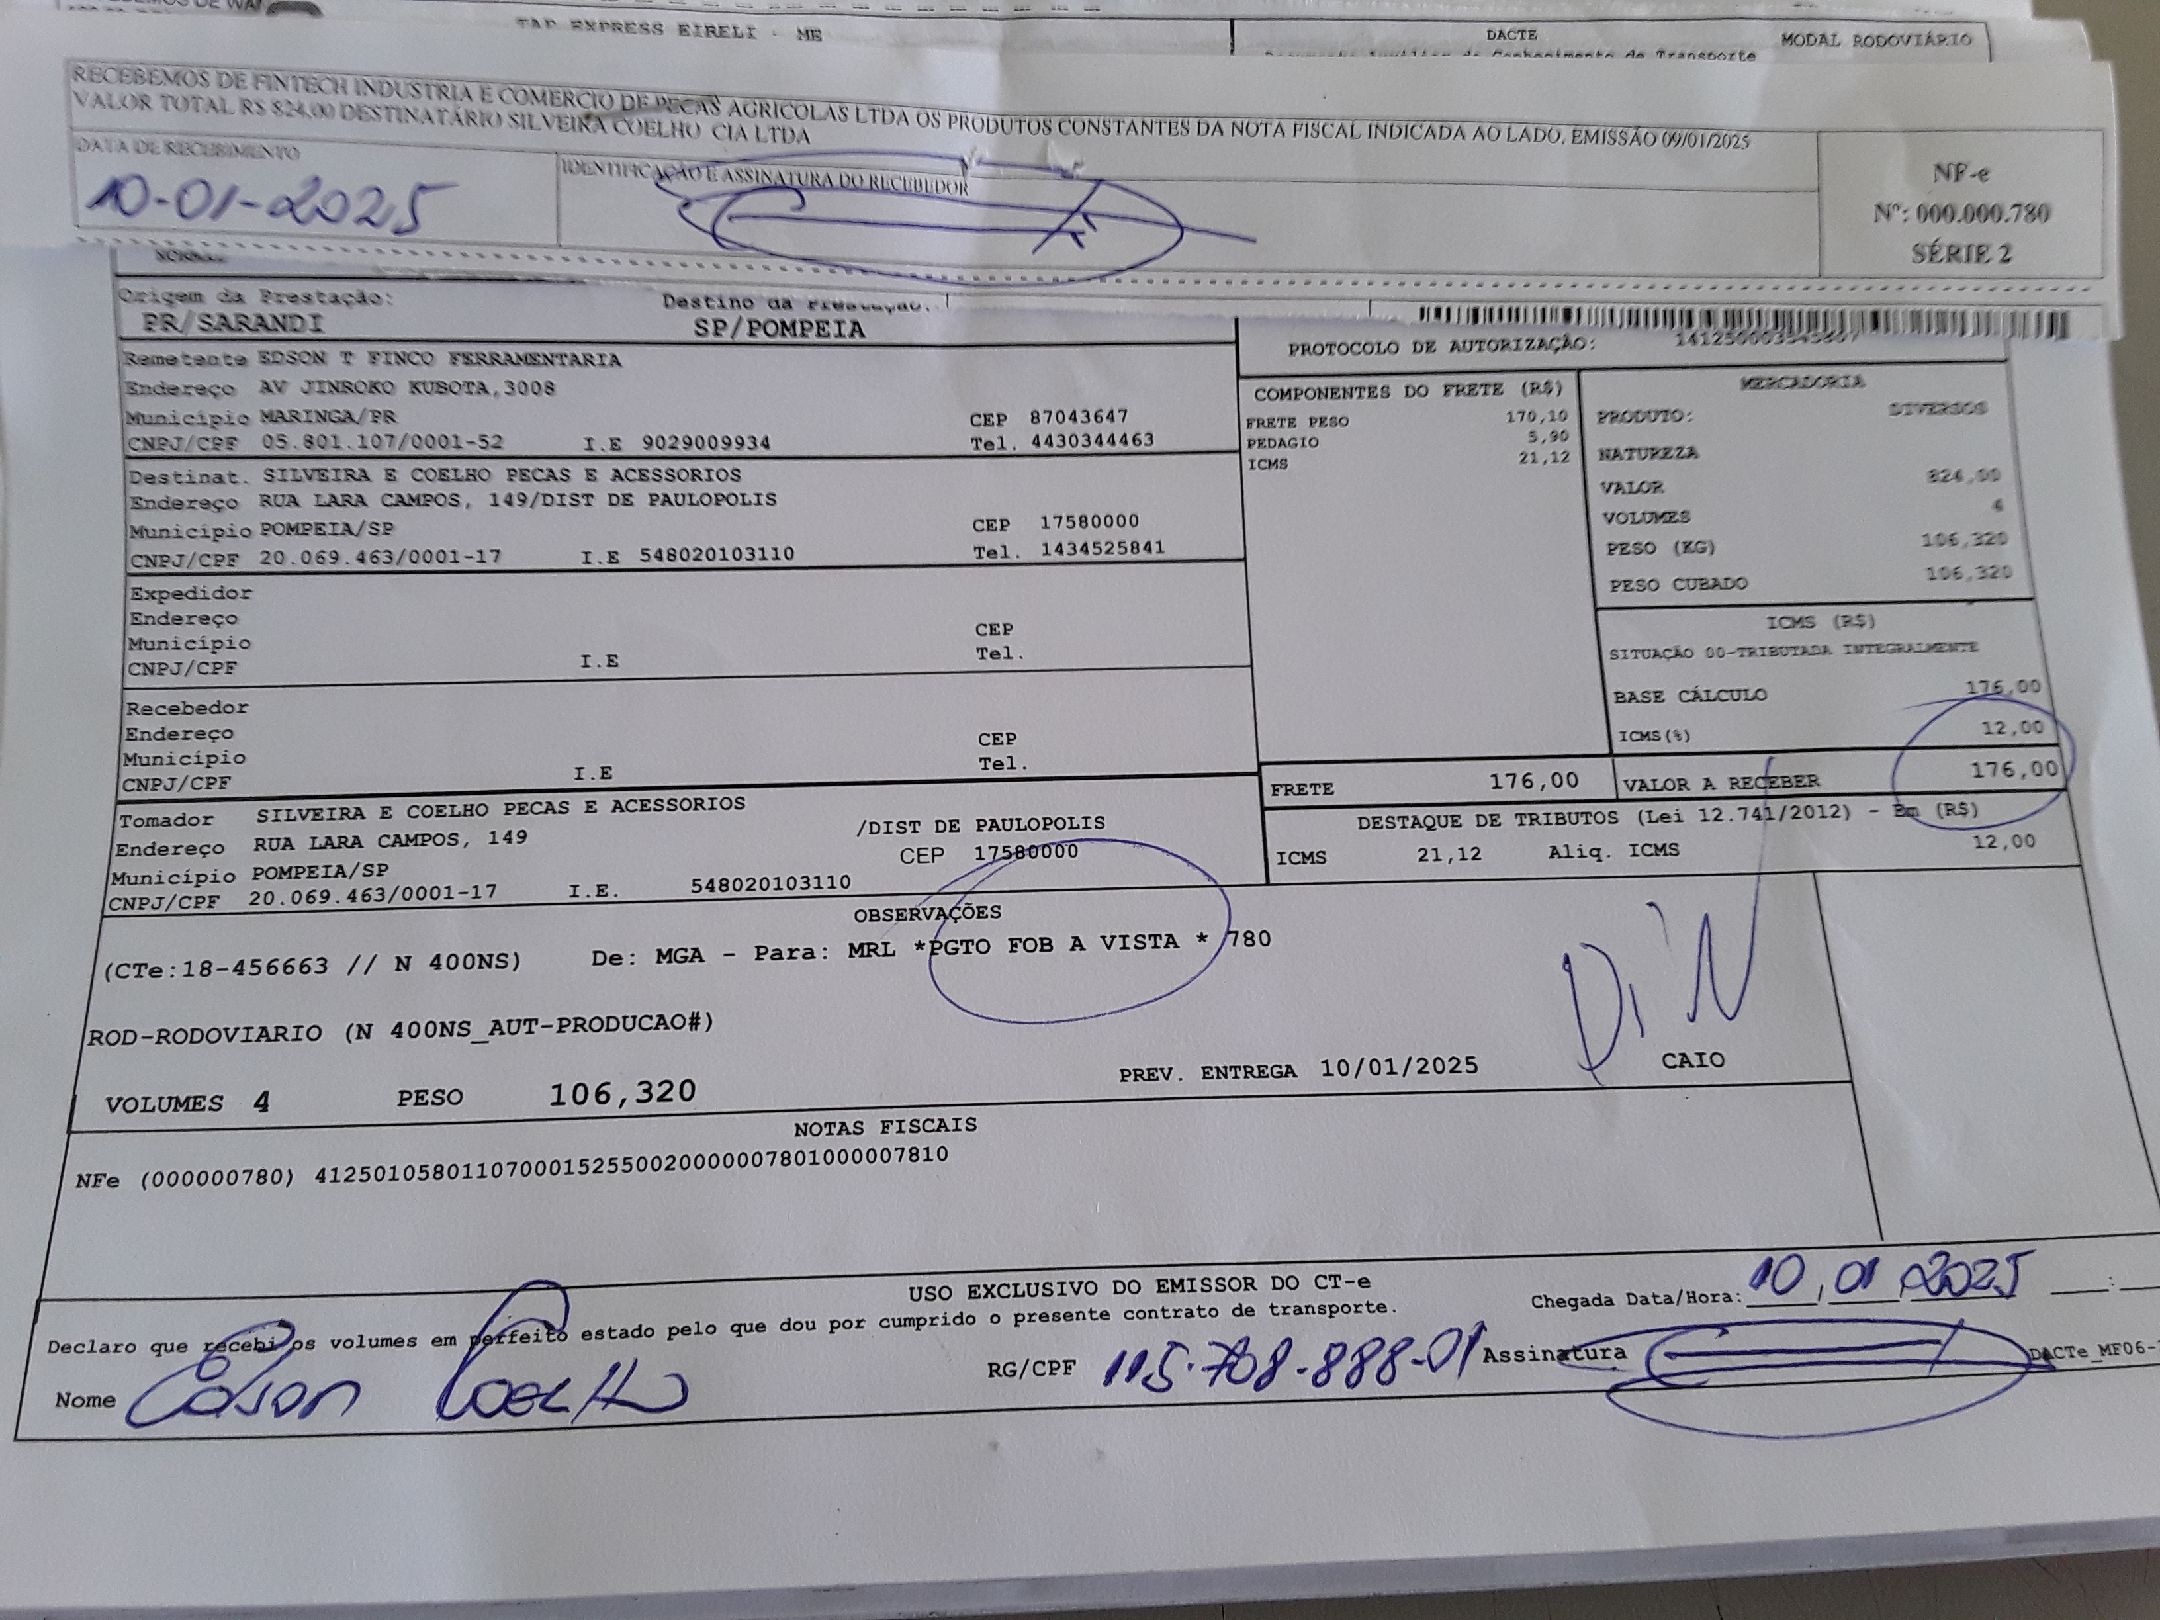 TAP EXPRESS EIRELI - ME
DACTE
MODAL RODOVIÁRIO
RECEBEMOS DE FINTECH INDUSTRIA E COMERCIO DE PECAS AGRICOLAS LTDA OS PRODUTOS CONSTANTES DA NOTA FISCAL INDICADA AO LADO. EMISSÃO 09/01/2025
VALOR TOTAL R$ 824,00 DESTINATÁRIO SILVEIRA COELHO CIA LTDA
DATA DE RECEBIMENTO
10-01-2025
IDENTIFICAÇÃO E ASSINATURA DO RECEBEDOR
NF-e
Nº: 000.000.780
SÉRIE 2
Origem da Prestação:
PR/SARANDI
Destino da Prestação:
SP/POMPEIA
Remetente EDSON T FINCO FERRAMENTARIA
Endereço AV JINROKO KUBOTA,3008
Município MARINGA/PR CEP 87043647
CNPJ/CPF 05.801.107/0001-52 I.E 9029009934 Tel. 4430344463
Destinat. SILVEIRA E COELHO PECAS E ACESSORIOS
Endereço RUA LARA CAMPOS, 149/DIST DE PAULOPOLIS
Município POMPEIA/SP CEP 17580000
CNPJ/CPF 20.069.463/0001-17 I.E 548020103110 Tel. 1434525841
Expedidor
Endereço
Município CEP
CNPJ/CPF I.E Tel.
Recebedor
Endereço
Município CEP
CNPJ/CPF I.E Tel.
Tomador SILVEIRA E COELHO PECAS E ACESSORIOS
Endereço RUA LARA CAMPOS, 149 /DIST DE PAULOPOLIS
Município POMPEIA/SP CEP 17580000
CNPJ/CPF 20.069.463/0001-17 I.E. 548020103110
PROTOCOLO DE AUTORIZAÇÃO:
COMPONENTES DO FRETE (R$)
FRETE PESO 170,10
PEDAGIO 5,90
ICMS 21,12
MERCADORIA
PRODUTO: DIVERSOS
NATUREZA
VALOR 824,00
VOLUMES 4
PESO (KG) 106,320
PESO CUBADO 106,320
ICMS (R$)
SITUAÇÃO 00-TRIBUTADA INTEGRALMENTE
BASE CÁLCULO 176,00
ICMS(%) 12,00
FRETE 176,00 VALOR A RECEBER 176,00
DESTAQUE DE TRIBUTOS (Lei 12.741/2012) - Em (R$)
ICMS 21,12 Aliq. ICMS 12,00
OBSERVAÇÕES
(CTe:18-456663 // N 400NS) De: MGA - Para: MRL *PGTO FOB A VISTA * 780
ROD-RODOVIARIO (N 400NS_AUT-PRODUCAO#)
DiN
VOLUMES 4 PESO 106,320 PREV. ENTREGA 10/01/2025 CAIO
NOTAS FISCAIS
NFe (000000780) 41250105801107000152550020000007801000007810
USO EXCLUSIVO DO EMISSOR DO CT-e
Declaro que recebi os volumes em perfeito estado pelo que dou por cumprido o presente contrato de transporte.
Chegada Data/Hora: 10 01 2025 :
Nome Edson Coelho RG/CPF 115.708-888-01 Assinatura
DACTe_MF06-